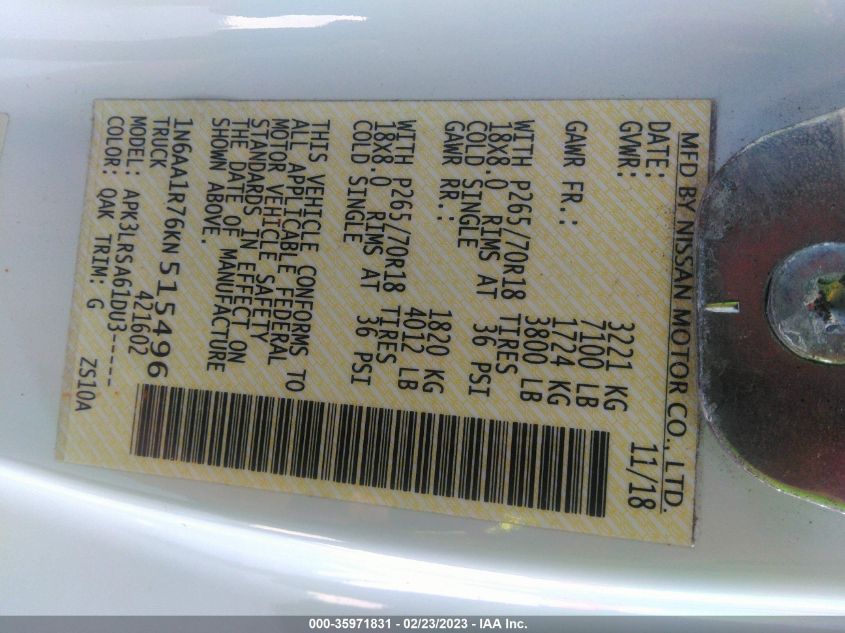 MFD BY NISSAN MOTOR CO., LTD.
DATE: 11/18
GVWR: 3221 KG
7100 LB
GAWR FR.: 1724 KG
3800 LB
WITH P265/70R18 TIRES
18X8.0 RIMS AT 36 PSI
COLD SINGLE
GAWR RR.: 1820 KG
4012 LB
WITH P265/70R18 TIRES
18X8.0 RIMS AT 36 PSI
COLD SINGLE
THIS VEHICLE CONFORMS TO
ALL APPLICABLE FEDERAL
MOTOR VEHICLE SAFETY
STANDARDS IN EFFECT ON
THE DATE OF MANUFACTURE
SHOWN ABOVE.
1N6AA1R76KN515496
TRUCK 421602
MODEL: APK3LRSA61DU3-----
COLOR: QAK TRIM: G ZS10A
000-35971831 - 02/23/2023 - IAA Inc.